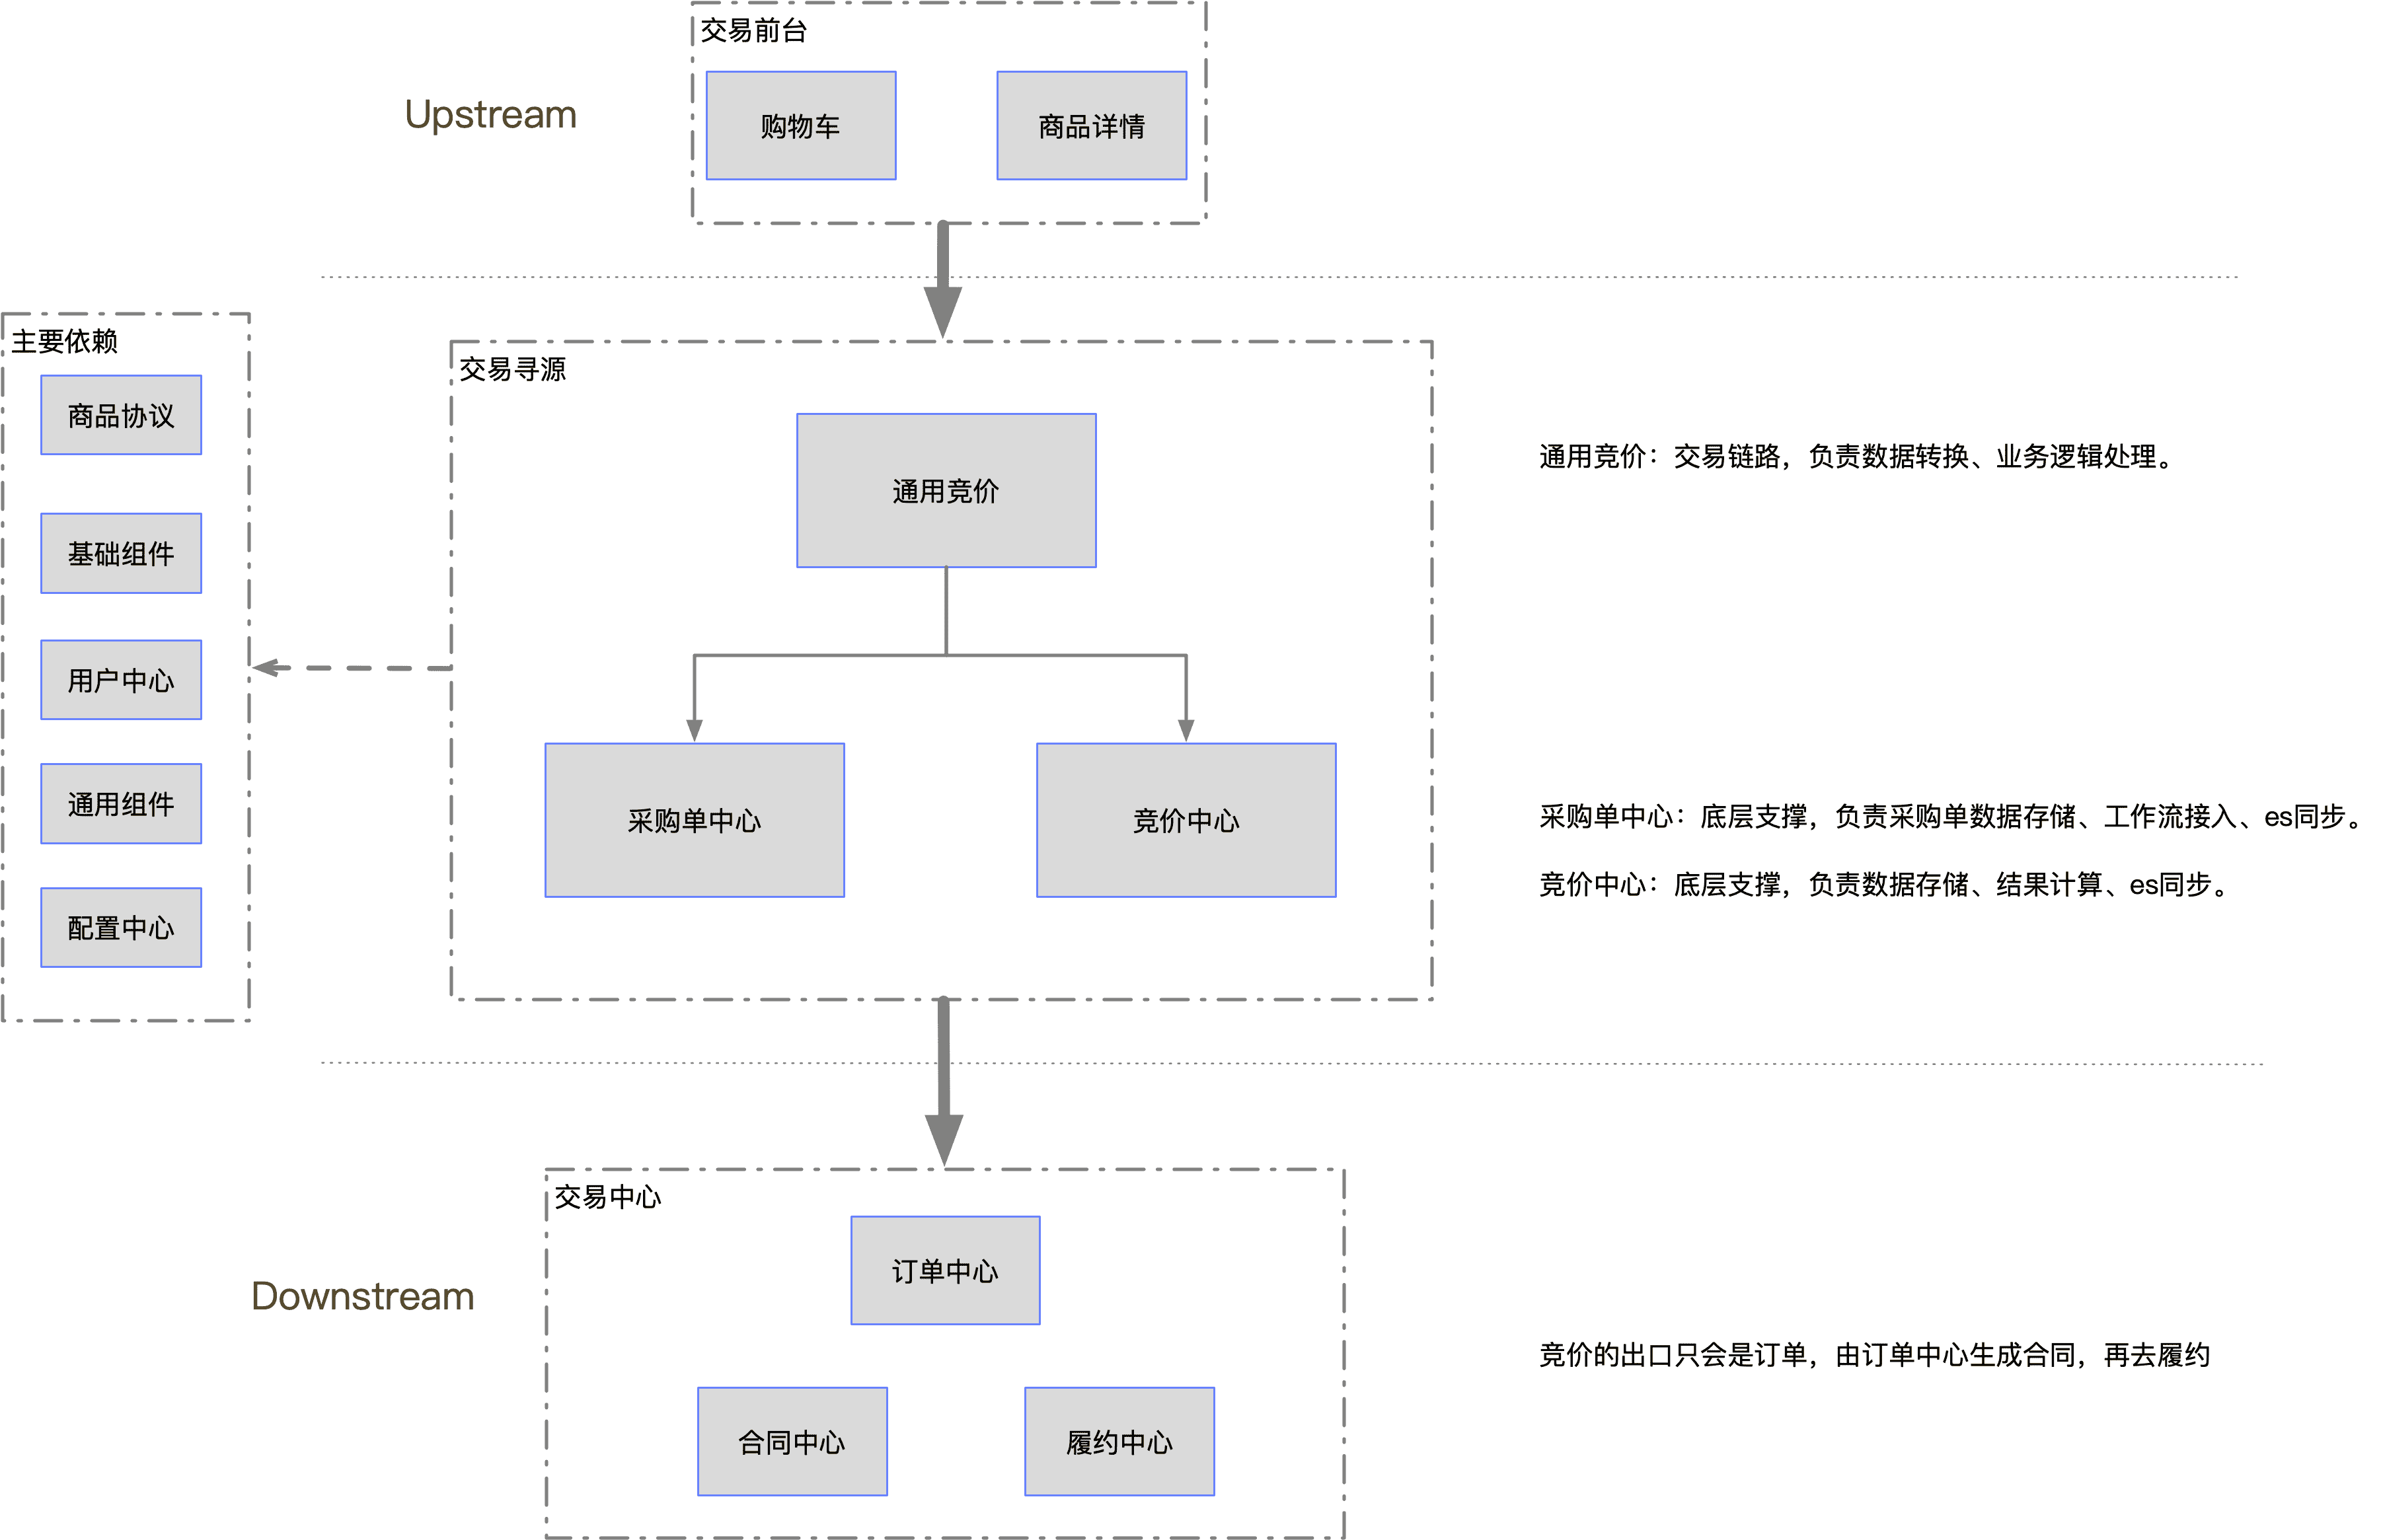 交易前台
Upstream
购物车
商品详情
主要依赖
商品协议
基础组件
用户中心
通用组件
配置中心
交易寻源
通用竞价
采购单中心
竞价中心
通用竞价：交易链路，负责数据转换、业务逻辑处理。
采购单中心：底层支撑，负责采购单数据存储、工作流接入、es同步。
竞价中心：底层支撑，负责数据存储、结果计算、es同步。
交易中心
订单中心
Downstream
合同中心
履约中心
竞价的出口只会是订单，由订单中心生成合同，再去履约